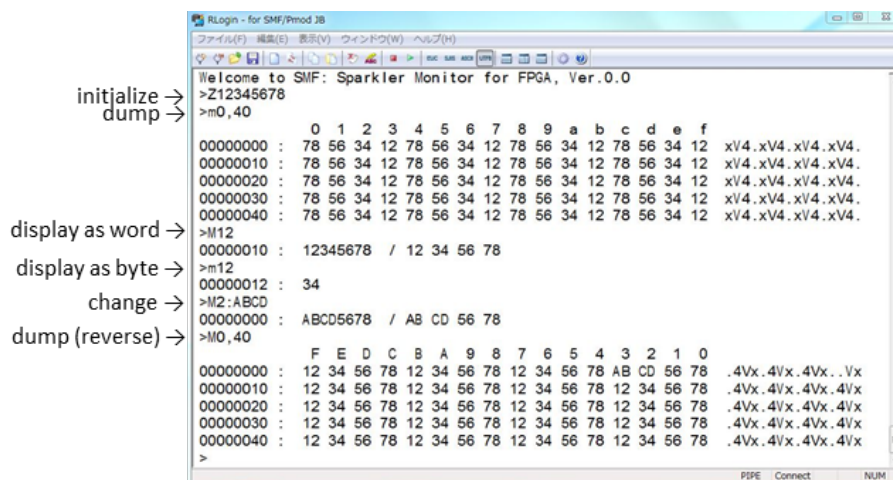 RLogin - for SMF/Pmod JB
ファイル(F) 編集(E) 表示(V) ウィンドウ(W) ヘルプ(H)
EUC SJIS ASCII UTF8
Welcome to SMF: Sparkler Monitor for FPGA, Ver.0.0
initialize → >Z12345678
dump → >m0,40
0 1 2 3 4 5 6 7 8 9 a b c d e f
00000000 : 78 56 34 12 78 56 34 12 78 56 34 12 78 56 34 12 xV4.xV4.xV4.xV4.
00000010 : 78 56 34 12 78 56 34 12 78 56 34 12 78 56 34 12 xV4.xV4.xV4.xV4.
00000020 : 78 56 34 12 78 56 34 12 78 56 34 12 78 56 34 12 xV4.xV4.xV4.xV4.
00000030 : 78 56 34 12 78 56 34 12 78 56 34 12 78 56 34 12 xV4.xV4.xV4.xV4.
00000040 : 78 56 34 12 78 56 34 12 78 56 34 12 78 56 34 12 xV4.xV4.xV4.xV4.
display as word → >M12
00000010 : 12345678 / 12 34 56 78
display as byte → >m12
00000012 : 34
change → >M2:ABCD
00000000 : ABCD5678 / AB CD 56 78
dump (reverse) → >M0,40
F E D C B A 9 8 7 6 5 4 3 2 1 0
00000000 : 12 34 56 78 12 34 56 78 12 34 56 78 AB CD 56 78 .4Vx.4Vx.4Vx..Vx
00000010 : 12 34 56 78 12 34 56 78 12 34 56 78 12 34 56 78 .4Vx.4Vx.4Vx.4Vx
00000020 : 12 34 56 78 12 34 56 78 12 34 56 78 12 34 56 78 .4Vx.4Vx.4Vx.4Vx
00000030 : 12 34 56 78 12 34 56 78 12 34 56 78 12 34 56 78 .4Vx.4Vx.4Vx.4Vx
00000040 : 12 34 56 78 12 34 56 78 12 34 56 78 12 34 56 78 .4Vx.4Vx.4Vx.4Vx
>
PIPE Connect NUM